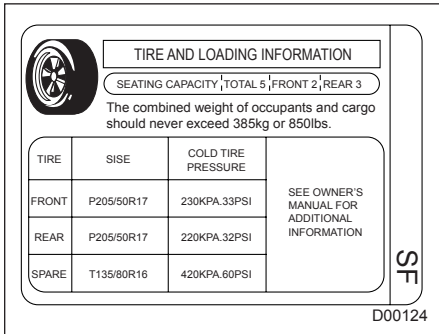 TIRE AND LOADING INFORMATION
SEATING CAPACITY TOTAL 5 FRONT 2 REAR 3
The combined weight of occupants and cargo
should never exceed 385kg or 850lbs.
TIRE SISE COLD TIRE
PRESSURE
FRONT P205/50R17 230KPA.33PSI
REAR P205/50R17 220KPA.32PSI
SPARE T135/80R16 420KPA.60PSI
SEE OWNER'S
MANUAL FOR
ADDITIONAL
INFORMATION
SF
D00124